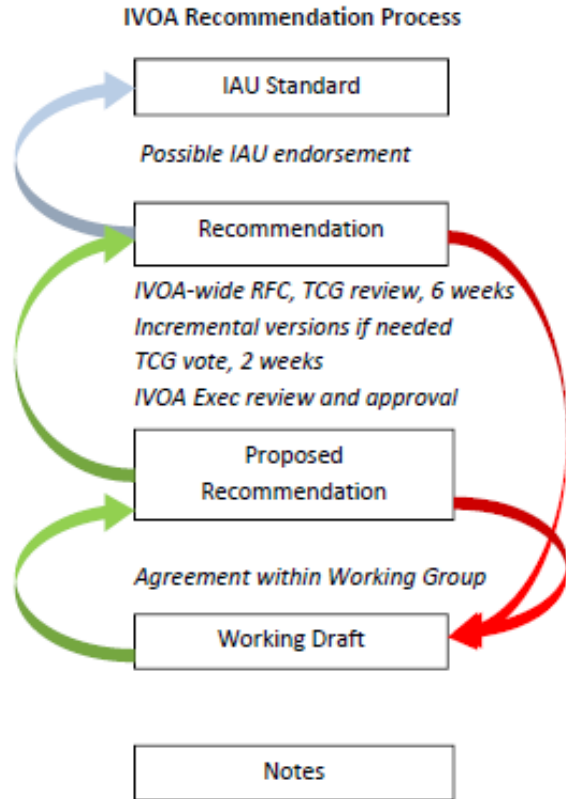 IVOA Recommendation Process
IAU Standard
Possible IAU endorsement
Recommendation
IVOA-wide RFC, TCG review, 6 weeks
Incremental versions if needed
TCG vote, 2 weeks
IVOA Exec review and approval
Proposed
Recommendation
Agreement within Working Group
Working Draft
Notes